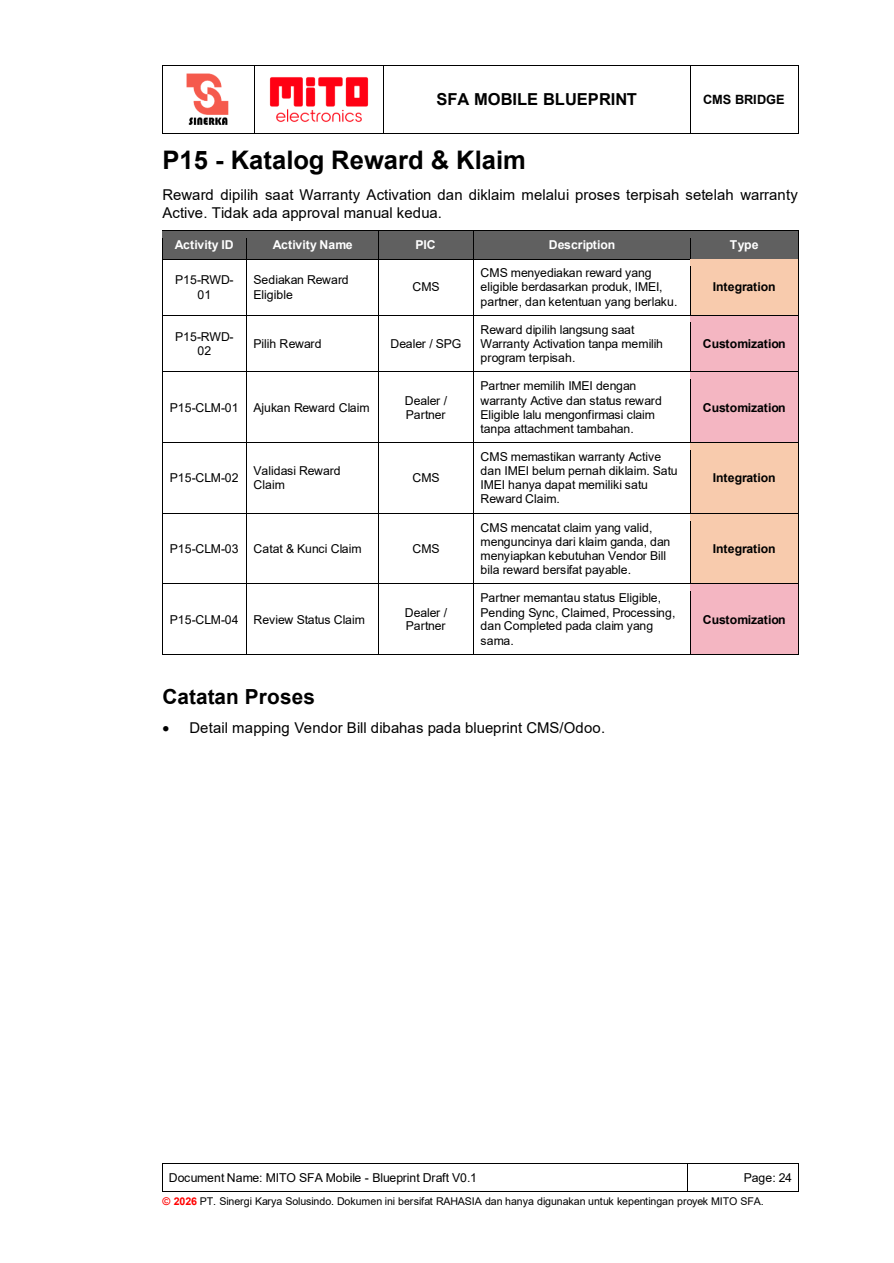 SINERKA
MiTO
electronics
SFA MOBILE BLUEPRINT
CMS BRIDGE
P15 - Katalog Reward & Klaim
Reward dipilih saat Warranty Activation dan diklaim melalui proses terpisah setelah warranty
Active. Tidak ada approval manual kedua.
Activity ID Activity Name PIC Description Type
P15-RWD-
01
Sediakan Reward
Eligible
CMS
CMS menyediakan reward yang
eligible berdasarkan produk, IMEI,
partner, dan ketentuan yang berlaku.
Integration
P15-RWD-
02
Pilih Reward
Dealer / SPG
Reward dipilih langsung saat
Warranty Activation tanpa memilih
program terpisah.
Customization
P15-CLM-01
Ajukan Reward Claim
Dealer /
Partner
Partner memilih IMEI dengan
warranty Active dan status reward
Eligible lalu mengonfirmasi claim
tanpa attachment tambahan.
Customization
P15-CLM-02
Validasi Reward
Claim
CMS
CMS memastikan warranty Active
dan IMEI belum pernah diklaim. Satu
IMEI hanya dapat memiliki satu
Reward Claim.
Integration
P15-CLM-03
Catat & Kunci Claim
CMS
CMS mencatat claim yang valid,
menguncinya dari klaim ganda, dan
menyiapkan kebutuhan Vendor Bill
bila reward bersifat payable.
Integration
P15-CLM-04
Review Status Claim
Dealer /
Partner
Partner memantau status Eligible,
Pending Sync, Claimed, Processing,
dan Completed pada claim yang
sama.
Customization
Catatan Proses
• Detail mapping Vendor Bill dibahas pada blueprint CMS/Odoo.
Document Name: MITO SFA Mobile - Blueprint Draft V0.1
Page: 24
© 2026 PT. Sinergi Karya Solusindo. Dokumen ini bersifat RAHASIA dan hanya digunakan untuk kepentingan proyek MITO SFA.